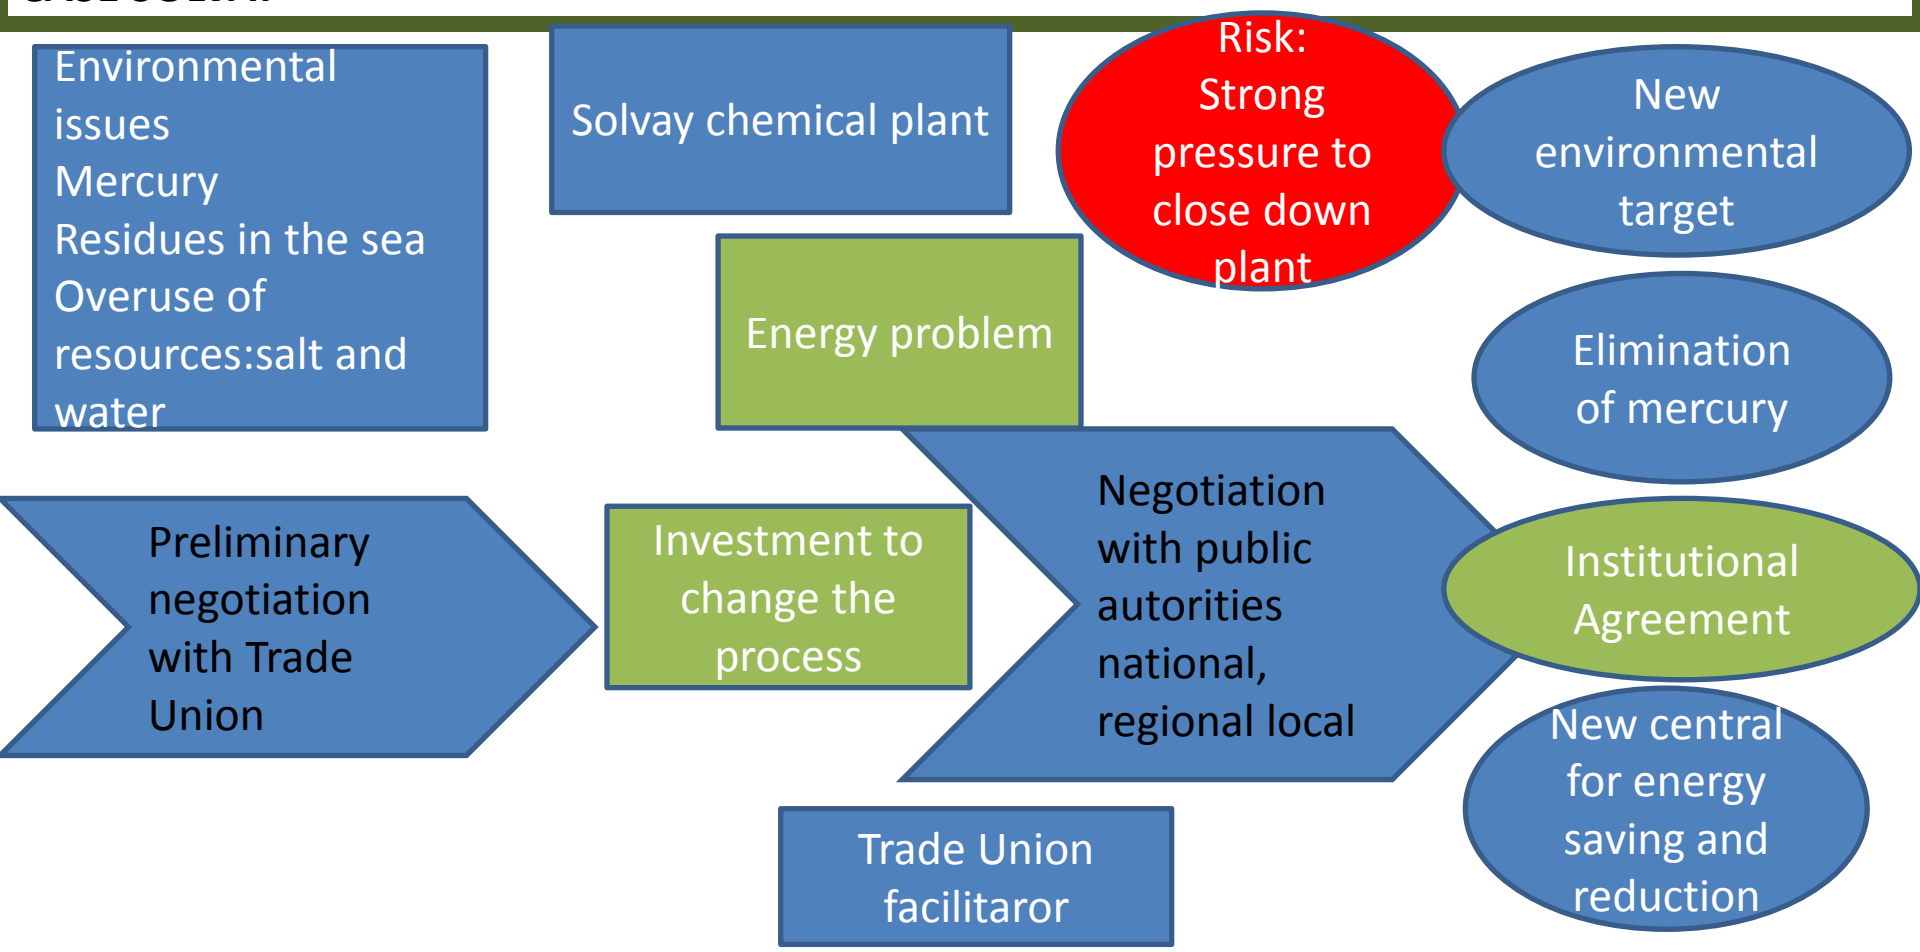 Environmental
issues
Mercury
Residues in the sea
Overuse of
resources:salt and
water
Solvay chemical plant
Risk:
Strong
pressure to
close down
plant
New
environmental
target
Energy problem
Elimination
of mercury
Preliminary
negotiation
with Trade
Union
Investment to
change the
process
Negotiation
with public
autorities
national,
regional local
Institutional
Agreement
New central
for energy
saving and
reduction
Trade Union
facilitaror